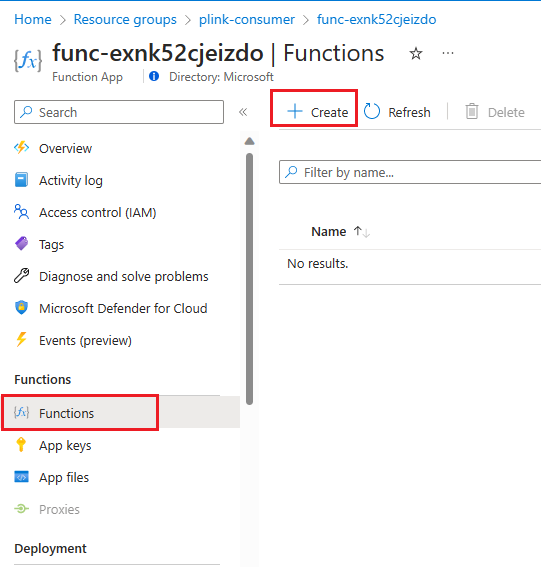 Home > Resource groups > plink-consumer > func-exnk52cjeizdo
func-exnk52cjeizdo | Functions
Function App
Directory: Microsoft
Search
Create
Refresh
Delete
Overview
Activity log
Access control (IAM)
Tags
Diagnose and solve problems
Microsoft Defender for Cloud
Events (preview)
Functions
Functions
App keys
App files
Proxies
Deployment
Filter by name...
Name
No results.